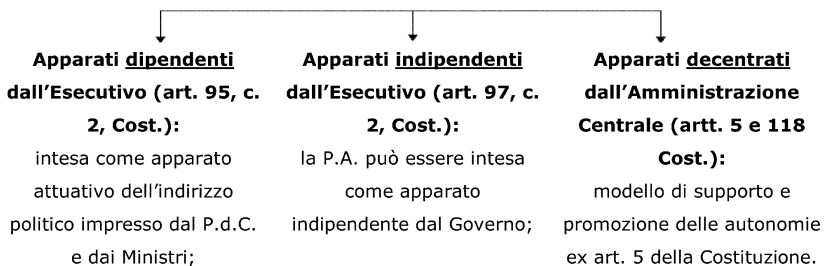 Apparati dipendenti
dall'Esecutivo (art. 95, c.
2, Cost.):
intesa come apparato
attuativo dell'indirizzo
politico impresso dal P.d.C.
e dai Ministri;
Apparati indipendenti
dall'Esecutivo (art. 97, c.
2, Cost.):
la P.A. può essere intesa
come apparato
indipendente dal Governo;
Apparati decentrati
dall'Amministrazione
Centrale (artt. 5 e 118
Cost.):
modello di supporto e
promozione delle autonomie
ex art. 5 della Costituzione.